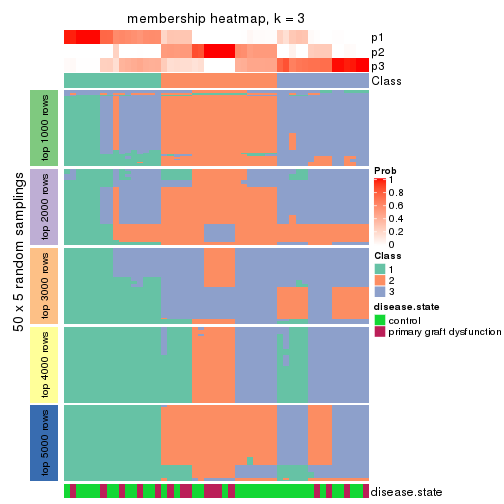 membership heatmap, k = 3
p1
p2
p3
Class
50 x 5 random samplings
top 1000 rows
top 2000 rows
top 3000 rows
top 4000 rows
top 5000 rows
Prob
1
0.8
0.6
0.4
0.2
0
Class
1
2
3
disease.state
control
primary graft dysfunction
disease.state